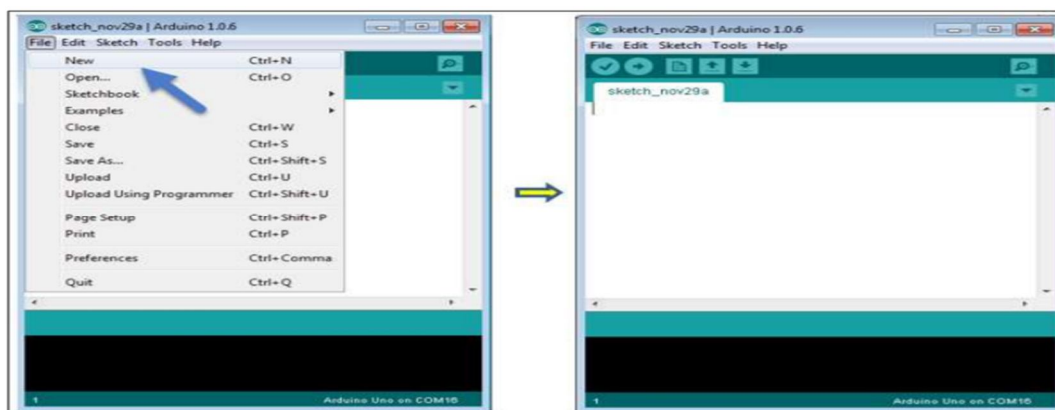 sketch_nov29a | Arduino 1.0.6
File Edit Sketch Tools Help
New Ctrl+N
Open... Ctrl+O
Sketchbook
Examples
Close Ctrl+W
Save Ctrl+S
Save As... Ctrl+Shift+S
Upload Ctrl+U
Upload Using Programmer Ctrl+Shift+U
Page Setup Ctrl+Shift+P
Print Ctrl+P
Preferences Ctrl+Comma
Quit Ctrl+Q
1 Arduino Uno on COM16
sketch_nov29a | Arduino 1.0.6
File Edit Sketch Tools Help
sketch_nov29a
1 Arduino Uno on COM16